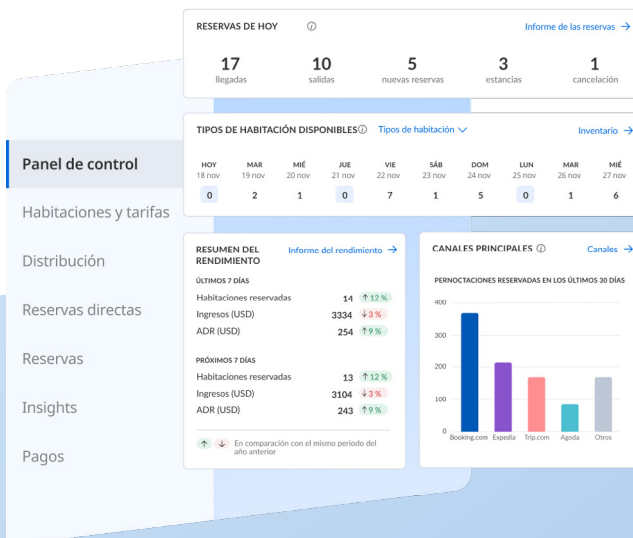 RESERVAS DE HOY
Informe de las reservas →
17 10 5 3 1
llegadas salidas nuevas reservas estancias cancelación
TIPOS DE HABITACIÓN DISPONIBLES Tipos de habitación
Inventario →
HOY MAR MIÉ JUE VIE SÁB DOM LUN MAR MIÉ
18 nov 19 nov 20 nov 21 nov 22 nov 23 nov 24 nov 25 nov 26 nov 27 nov
0 2 1 0 7 1 5 0 1 6
Panel de control
Habitaciones y tarifas
Distribución
Reservas directas
Reservas
Insights
Pagos
RESUMEN DEL
RENDIMIENTO
Informe del rendimiento →
ÚLTIMOS 7 DÍAS
Habitaciones reservadas 14 ↑12 %
Ingresos (USD) 3334 ↓3 %
ADR (USD) 254 ↑9 %
PRÓXIMOS 7 DÍAS
Habitaciones reservadas 13 ↑12 %
Ingresos (USD) 3104 ↓3 %
ADR (USD) 243 ↑9 %
↑ ↓ En comparación con el mismo periodo del
año anterior
CANALES PRINCIPALES
Canales →
PERNOCTACIONES RESERVADAS EN LOS ÚLTIMOS 30 DÍAS
400
300
200
100
0
Booking.com Expedia Trip.com Agoda Otros